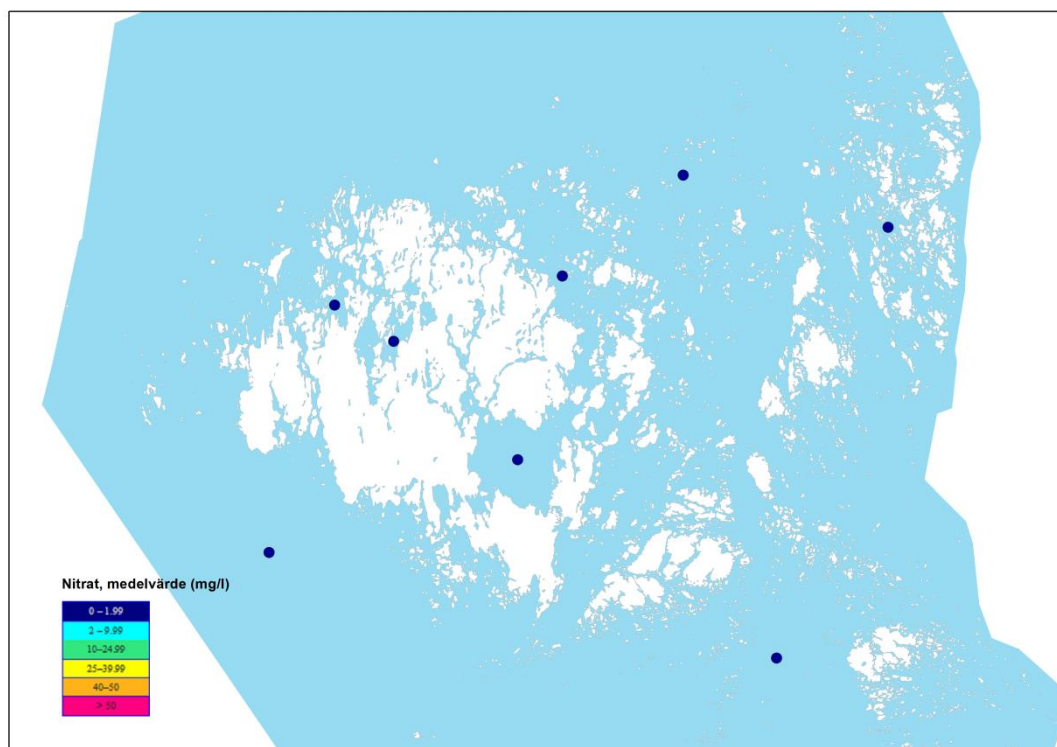 Nitrat, medelvärde (mg/l)
0 – 1.99
2 – 9.99
10–24.99
25–39.99
40–50
> 50